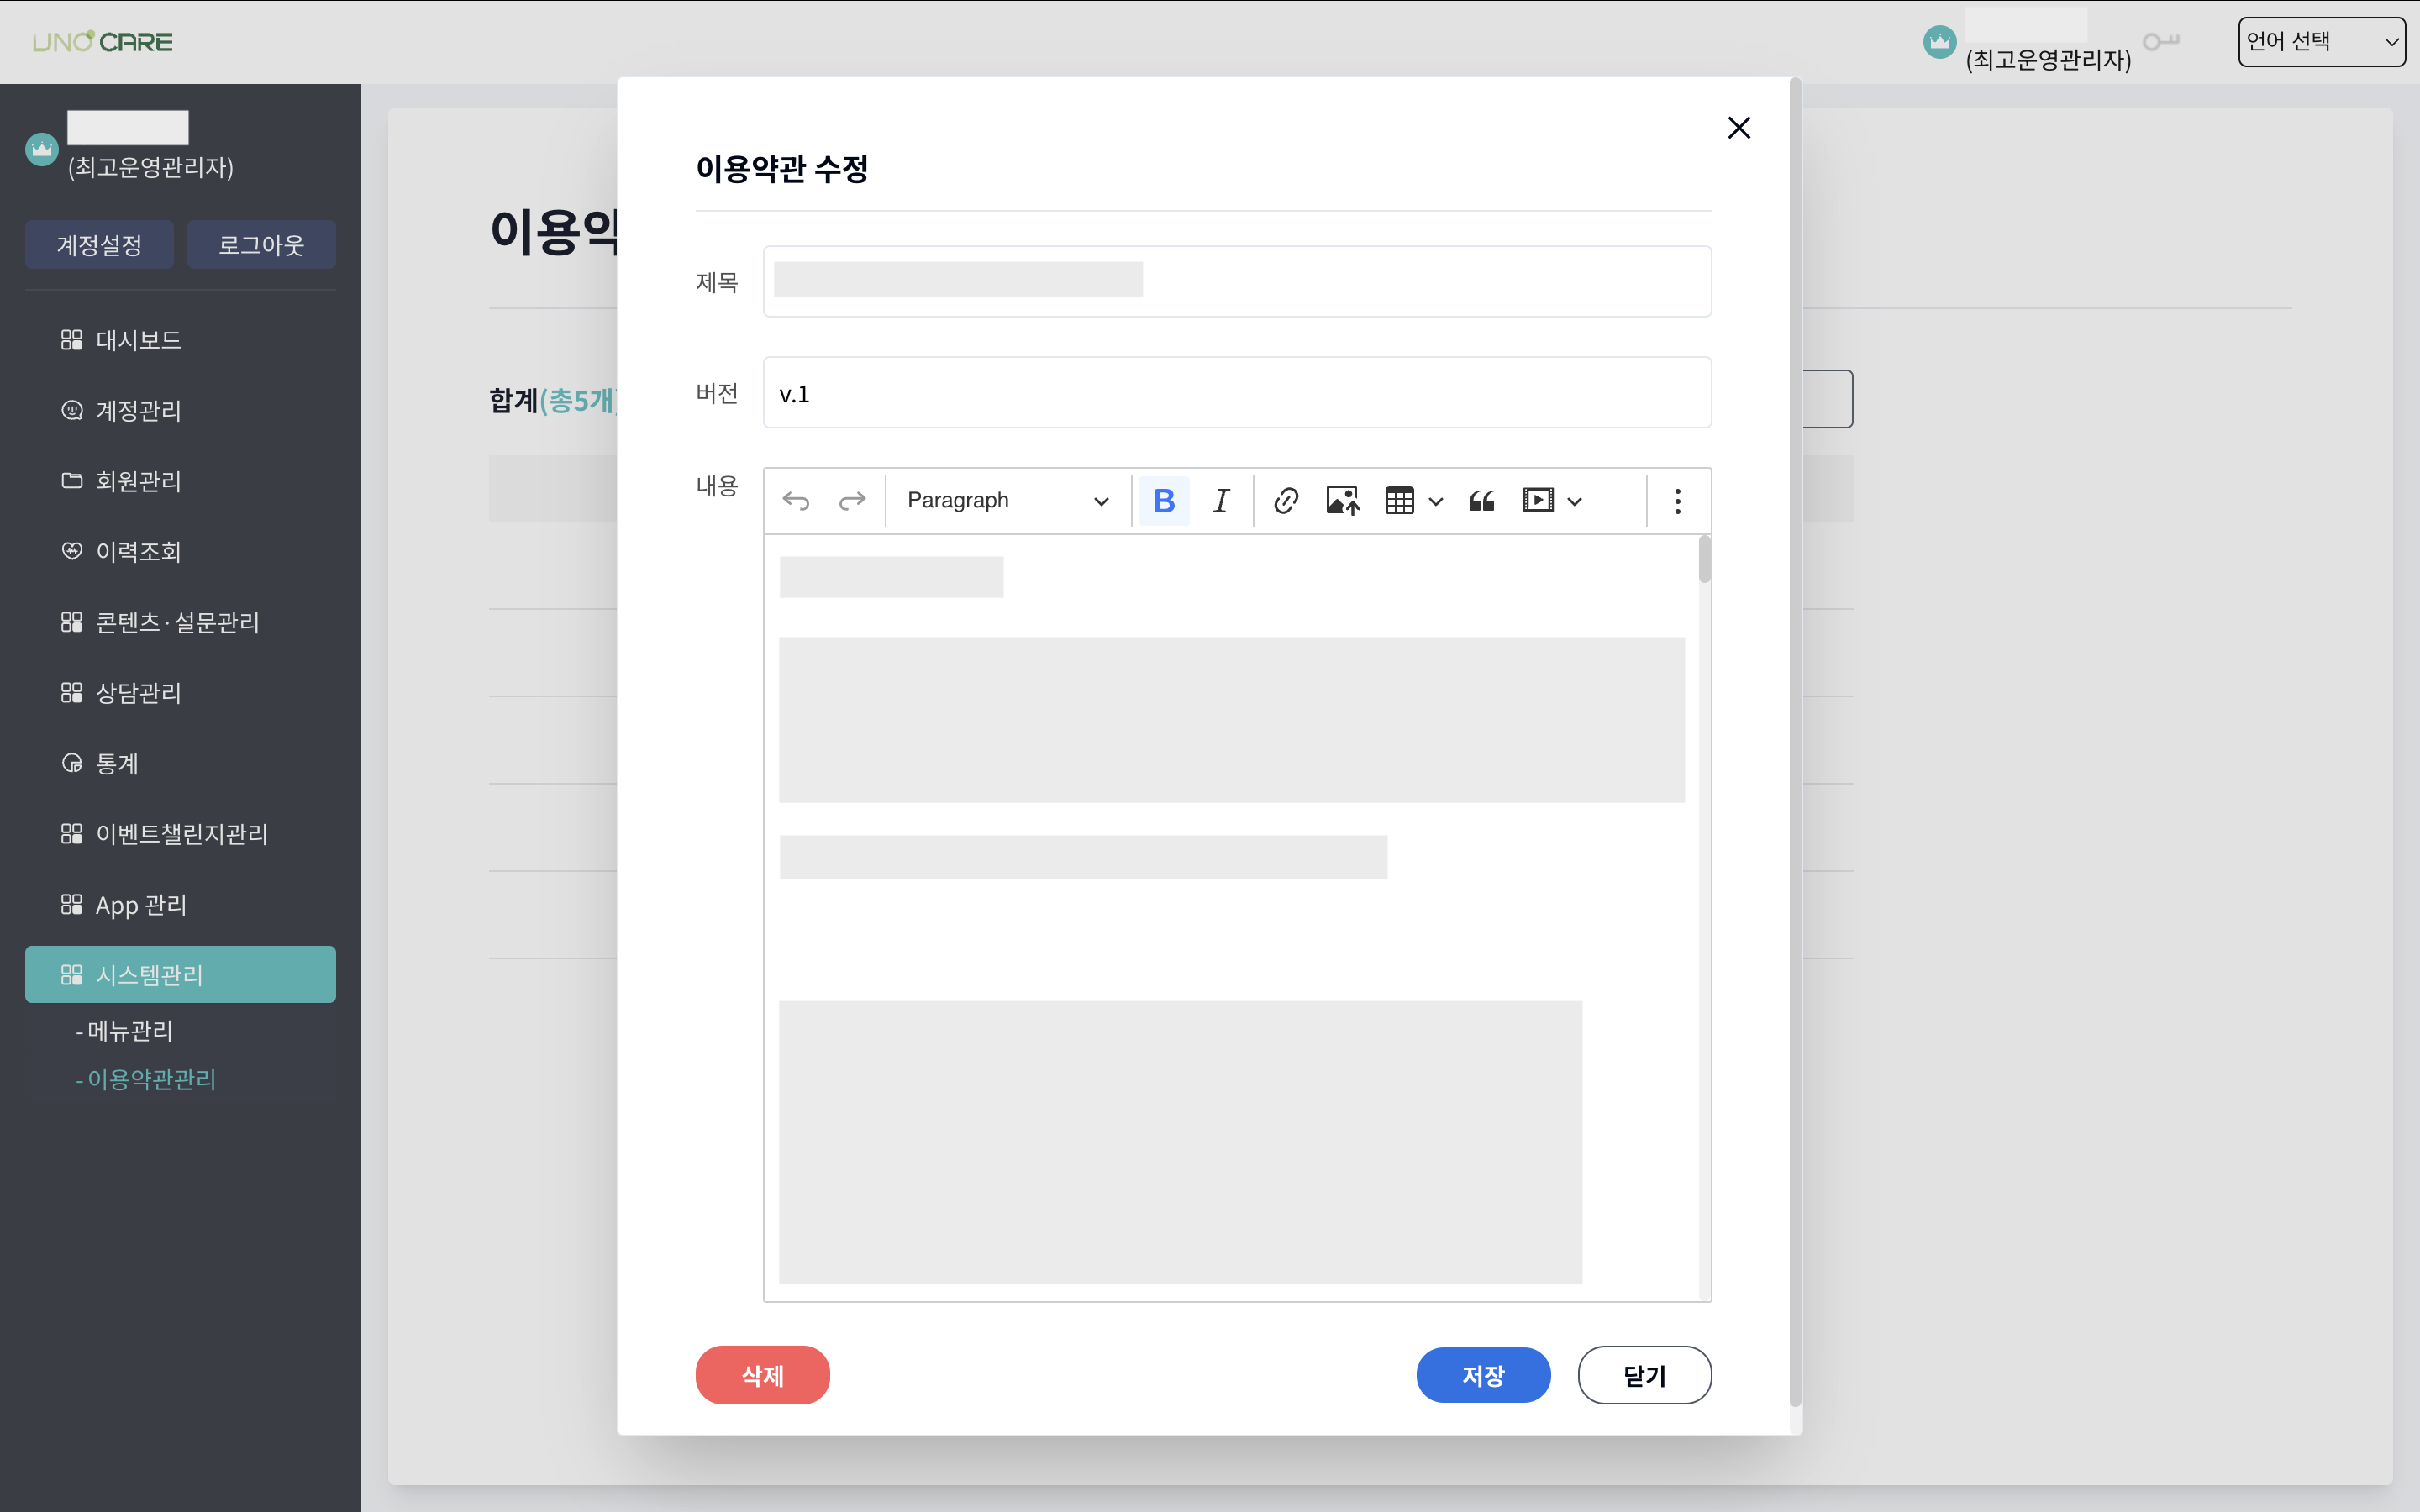 UNO CARE
(최고운영관리자)
언어 선택
(최고운영관리자)
계정설정
로그아웃
대시보드
계정관리
회원관리
이력조회
콘텐츠·설문관리
상담관리
통계
이벤트챌린지관리
App 관리
시스템관리
- 메뉴관리
- 이용약관관리
이용약
합계(총5개)
이용약관 수정
제목
버전
v.1
내용
Paragraph
B
I
삭제
저장
닫기